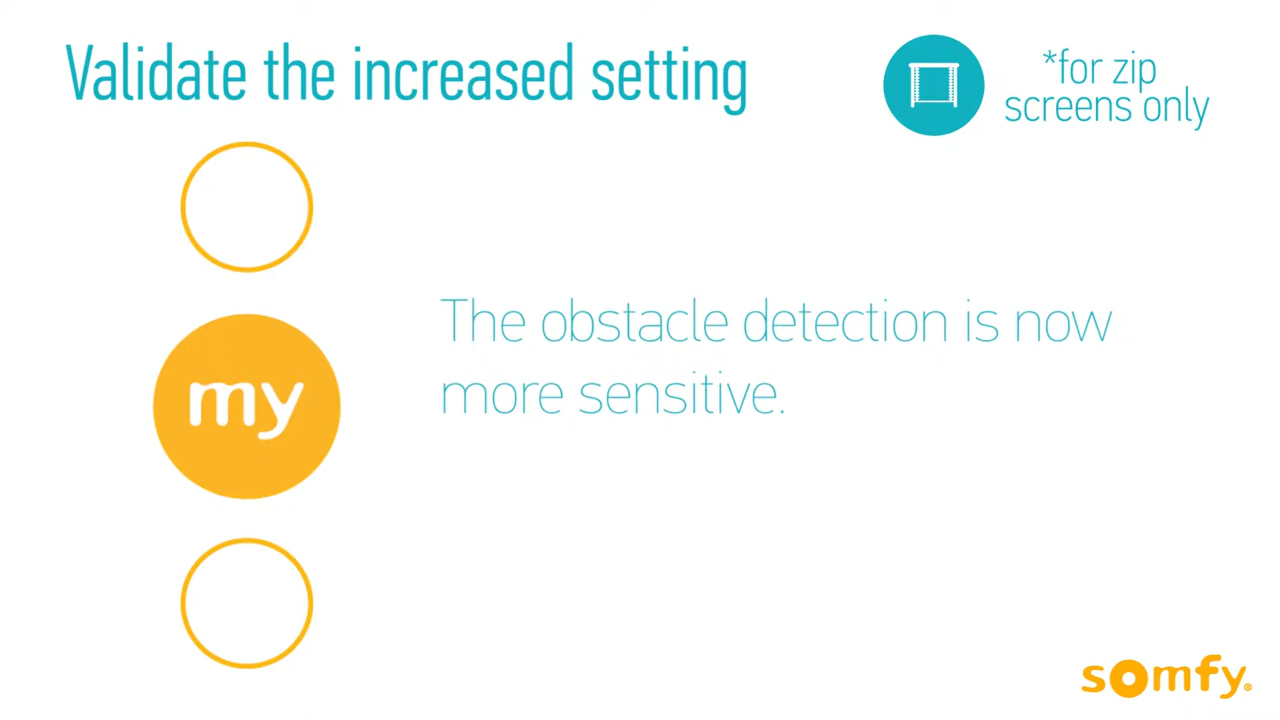 Validate the increased setting
*for zip
screens only
my
The obstacle detection is now
more sensitive.
somfy®